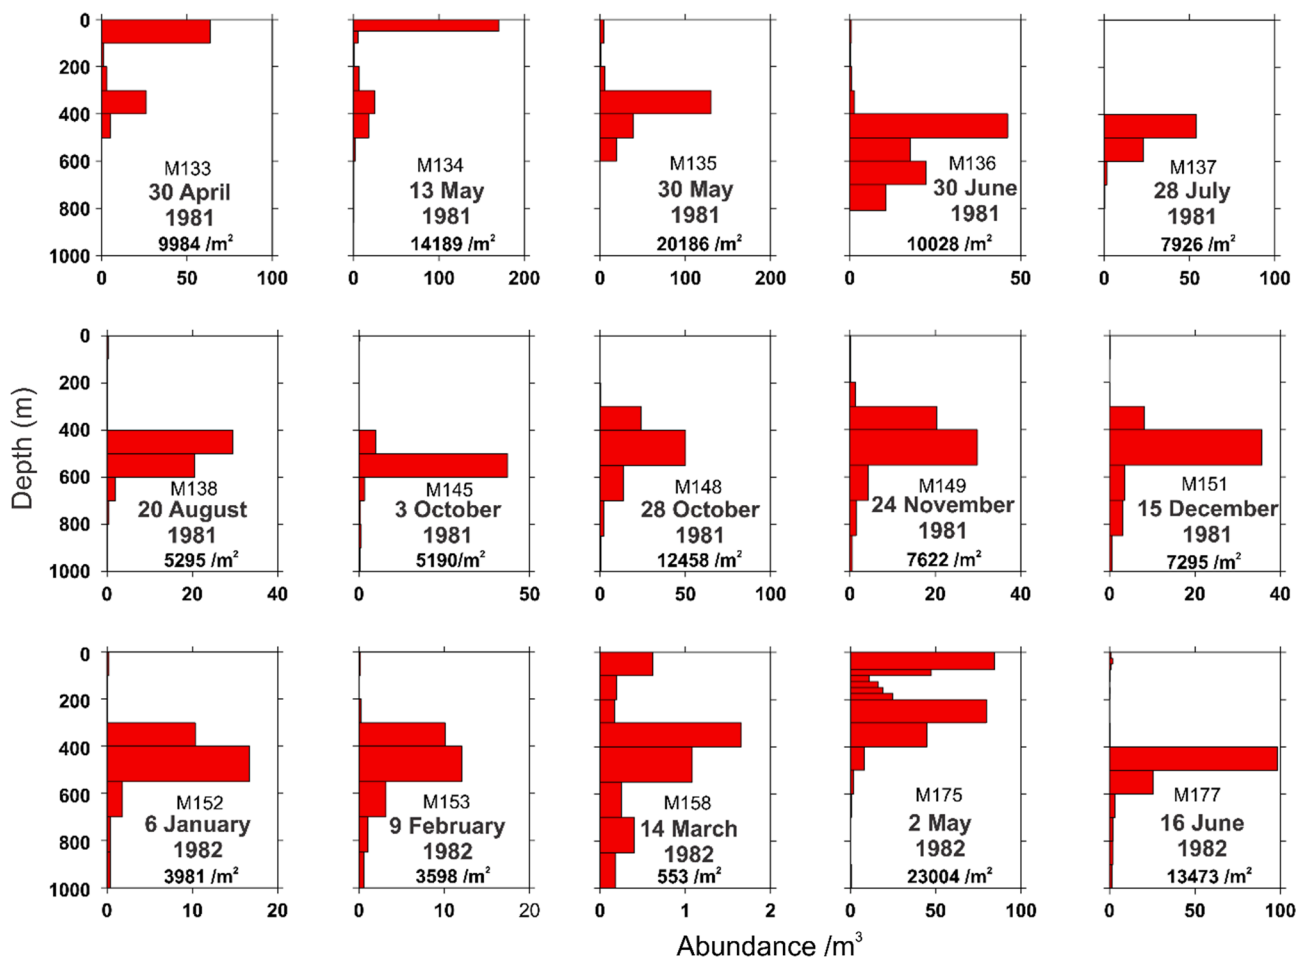 0
200
400
600
800
1000
M133
30 April
1981
9984 /m²
0 50 100
M134
13 May
1981
14189 /m²
0 100 200
M135
30 May
1981
20186 /m²
0 100 200
M136
30 June
1981
10028 /m²
0 50
M137
28 July
1981
7926 /m²
0 50 100
Depth (m)
0
200
400
600
800
1000
M138
20 August
1981
5295 /m²
0 20 40
M145
3 October
1981
5190/m²
0 50
M148
28 October
1981
12458 /m²
0 50 100
M149
24 November
1981
7622 /m²
0 20 40
M151
15 December
1981
7295 /m²
0 20 40
0
200
400
600
800
1000
M152
6 January
1982
3981 /m²
0 10 20
M153
9 February
1982
3598 /m²
0 10 20
M158
14 March
1982
553 /m²
0 1 2
M175
2 May
1982
23004 /m²
0 50 100
M177
16 June
1982
13473 /m²
0 50 100
Abundance /m³